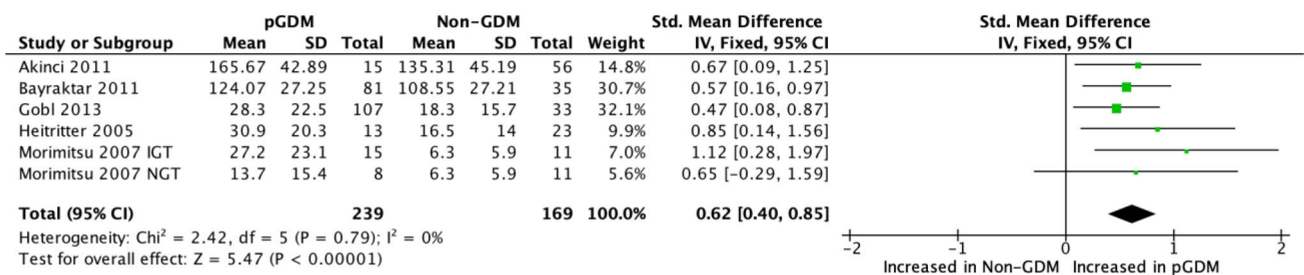 pGDM Non-GDM Std. Mean Difference Std. Mean Difference
Study or Subgroup Mean SD Total Mean SD Total Weight IV, Fixed, 95% CI IV, Fixed, 95% CI
Akinci 2011 165.67 42.89 15 135.31 45.19 56 14.8% 0.67 [0.09, 1.25]
Bayraktar 2011 124.07 27.25 81 108.55 27.21 35 30.7% 0.57 [0.16, 0.97]
Gobl 2013 28.3 22.5 107 18.3 15.7 33 32.1% 0.47 [0.08, 0.87]
Heitritter 2005 30.9 20.3 13 16.5 14 23 9.9% 0.85 [0.14, 1.56]
Morimitsu 2007 IGT 27.2 23.1 15 6.3 5.9 11 7.0% 1.12 [0.28, 1.97]
Morimitsu 2007 NGT 13.7 15.4 8 6.3 5.9 11 5.6% 0.65 [-0.29, 1.59]
Total (95% CI) 239 169 100.0% 0.62 [0.40, 0.85]
Heterogeneity: Chi² = 2.42, df = 5 (P = 0.79); I² = 0%
Test for overall effect: Z = 5.47 (P < 0.00001)
-2 -1 0 1 2
Increased in Non-GDM Increased in pGDM